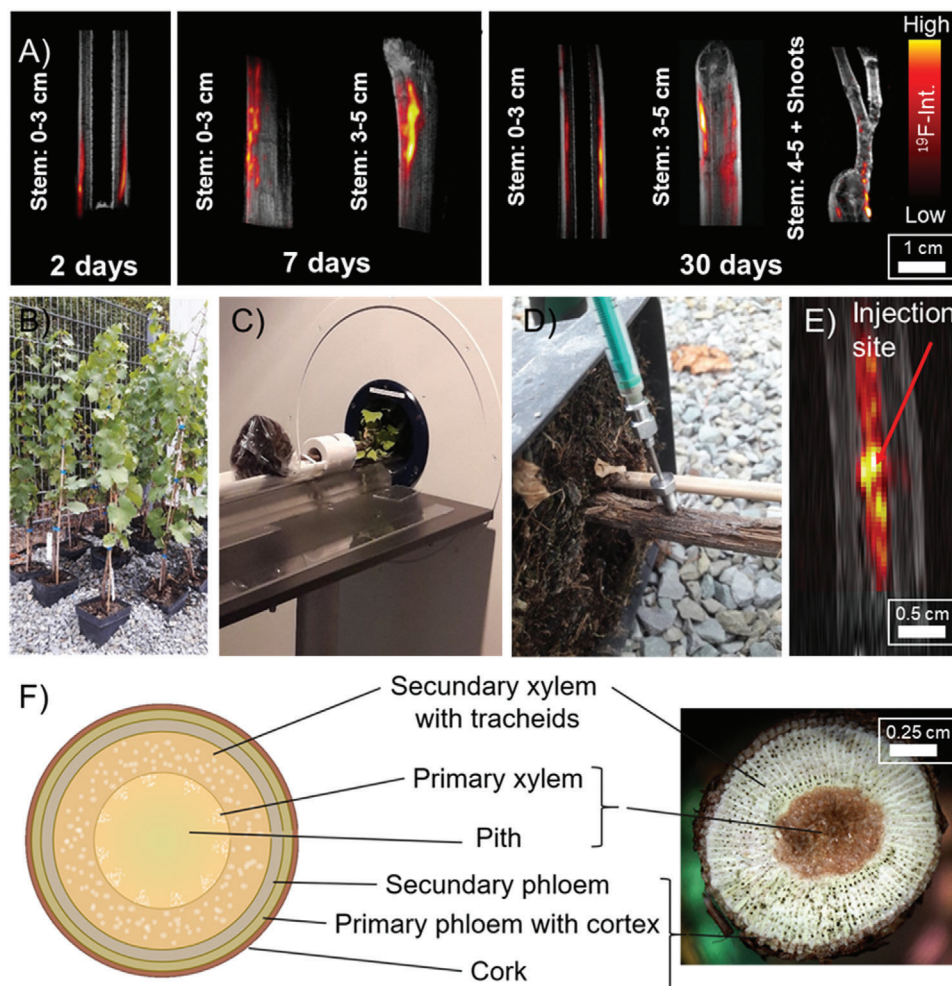 A)
Stem: 0-3 cm
2 days
Stem: 0-3 cm
Stem: 3-5 cm
7 days
Stem: 0-3 cm
Stem: 3-5 cm
Stem: 4-5 + Shoots
30 days
High
¹⁹F-Int.
Low
1 cm
B)
C)
D)
E)
Injection
site
0.5 cm
F)
Secundary xylem
with tracheids
Primary xylem
Pith
Secundary phloem
Primary phloem with cortex
Cork
0.25 cm